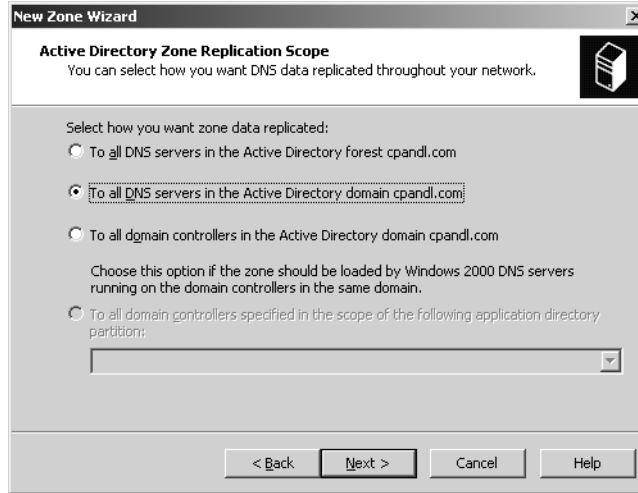 New Zone Wizard
Active Directory Zone Replication Scope
You can select how you want DNS data replicated throughout your network.
Select how you want zone data replicated:
To all DNS servers in the Active Directory forest cpandl.com
To all DNS servers in the Active Directory domain cpandl.com
To all domain controllers in the Active Directory domain cpandl.com
Choose this option if the zone should be loaded by Windows 2000 DNS servers
running on the domain controllers in the same domain.
To all domain controllers specified in the scope of the following application directory
partition:
< Back Next > Cancel Help